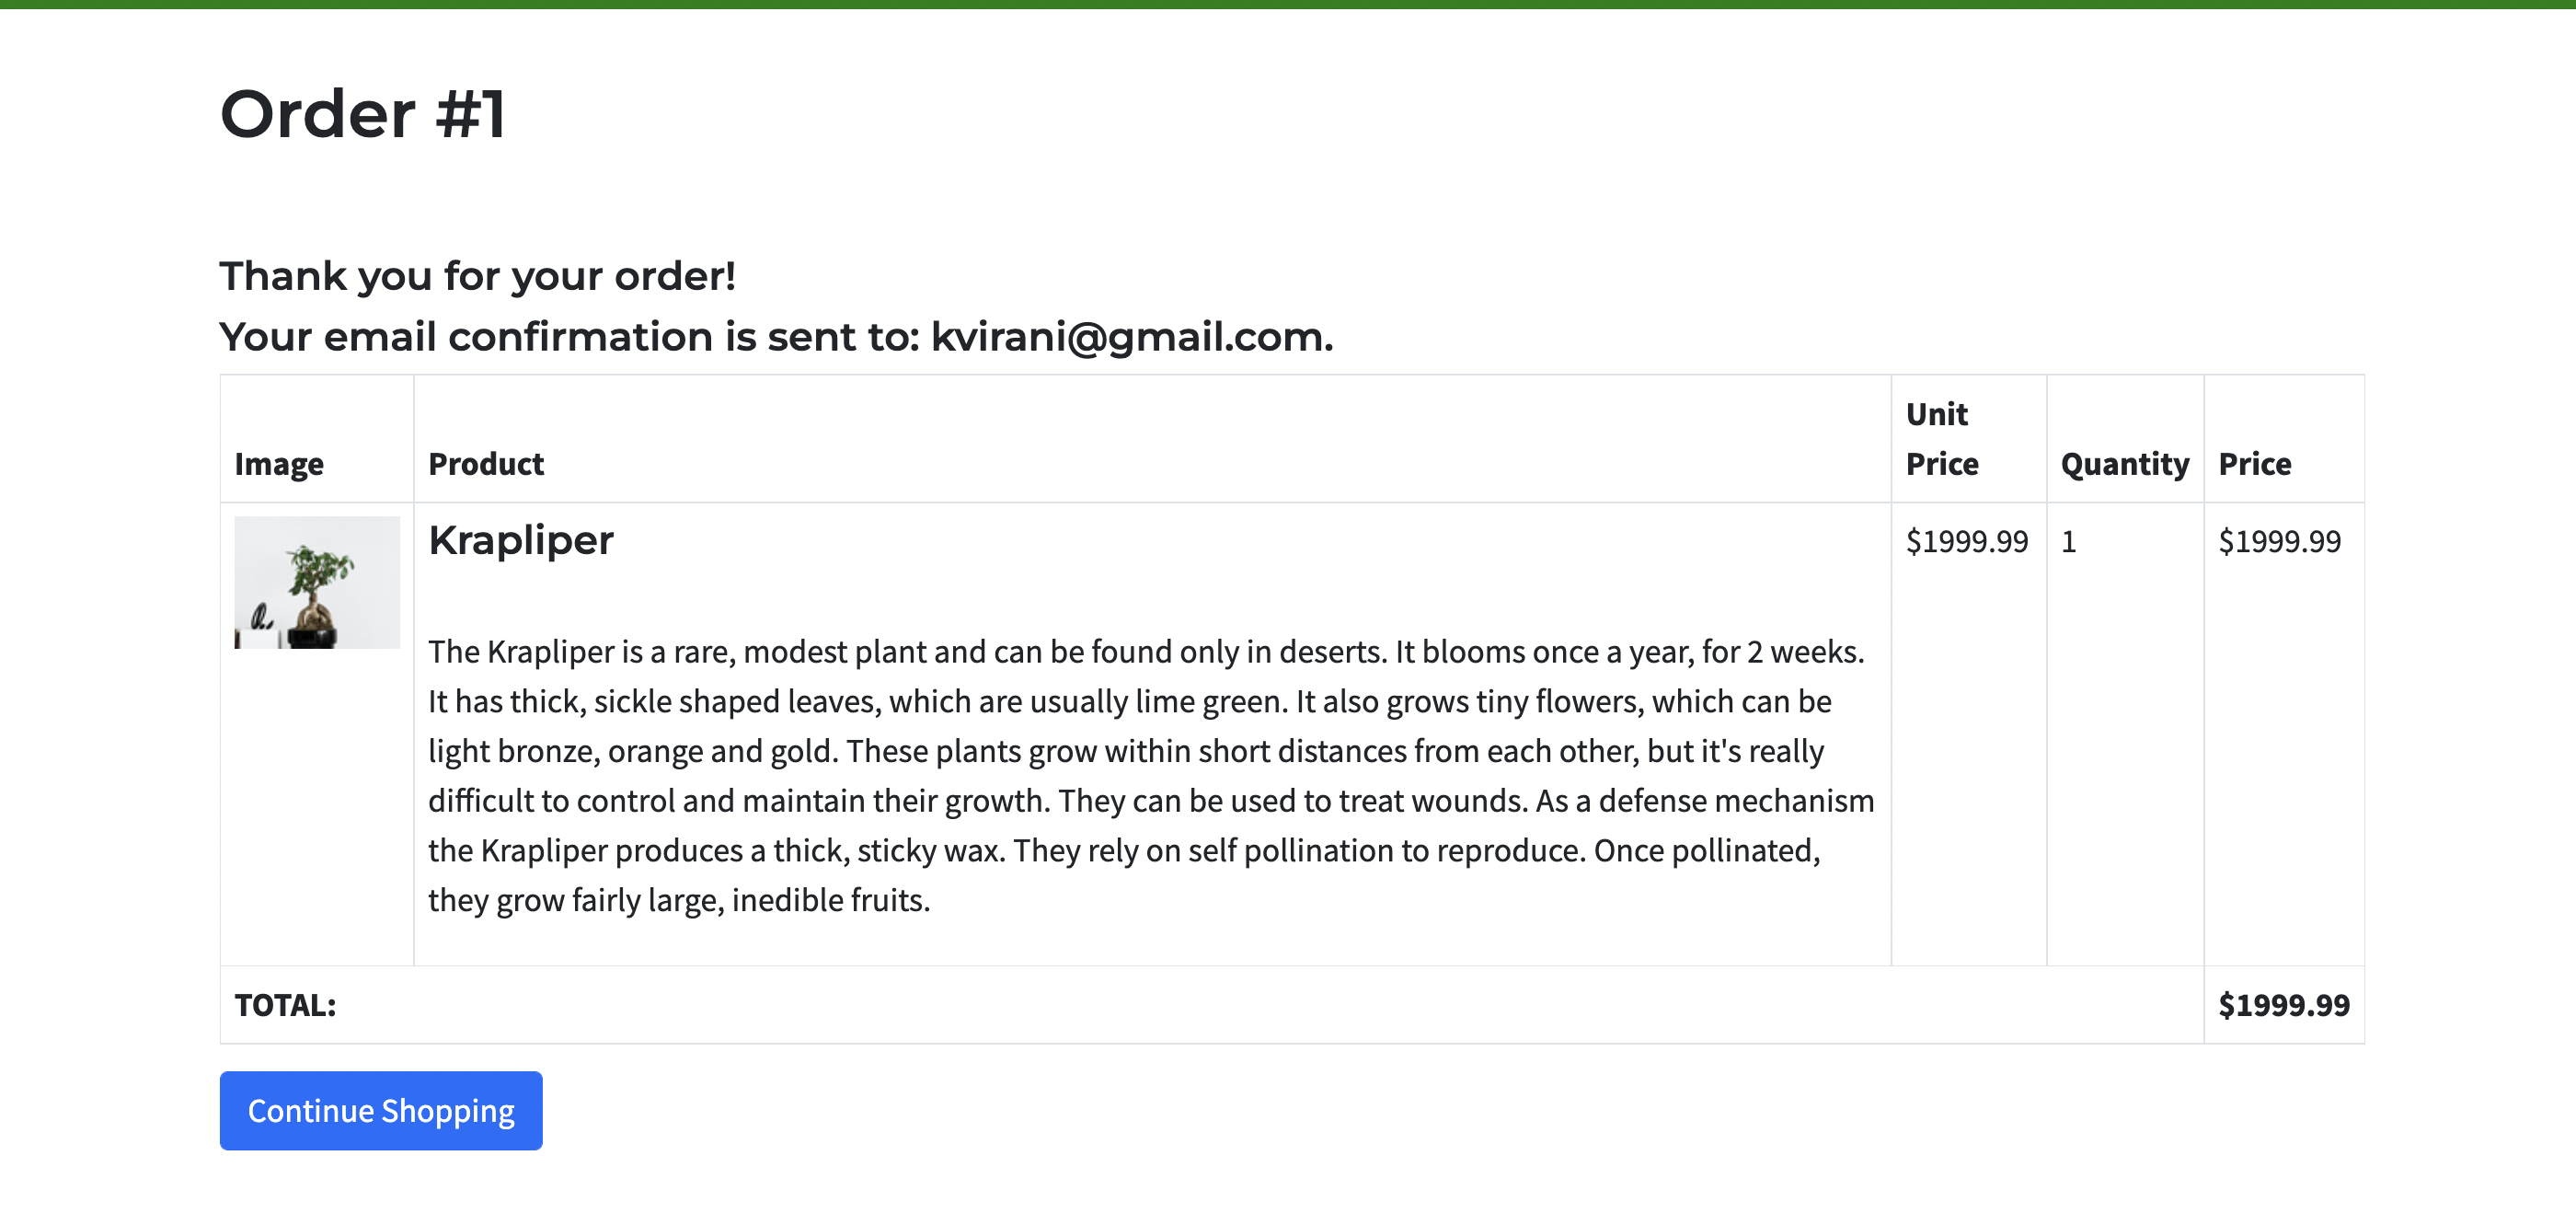 Order #1
Thank you for your order!
Your email confirmation is sent to: kvirani@gmail.com.
Image Product Unit Price Quantity Price
Krapliper $1999.99 1 $1999.99
The Krapliper is a rare, modest plant and can be found only in deserts. It blooms once a year, for 2 weeks.
It has thick, sickle shaped leaves, which are usually lime green. It also grows tiny flowers, which can be
light bronze, orange and gold. These plants grow within short distances from each other, but it's really
difficult to control and maintain their growth. They can be used to treat wounds. As a defense mechanism
the Krapliper produces a thick, sticky wax. They rely on self pollination to reproduce. Once pollinated,
they grow fairly large, inedible fruits.
TOTAL: $1999.99
Continue Shopping